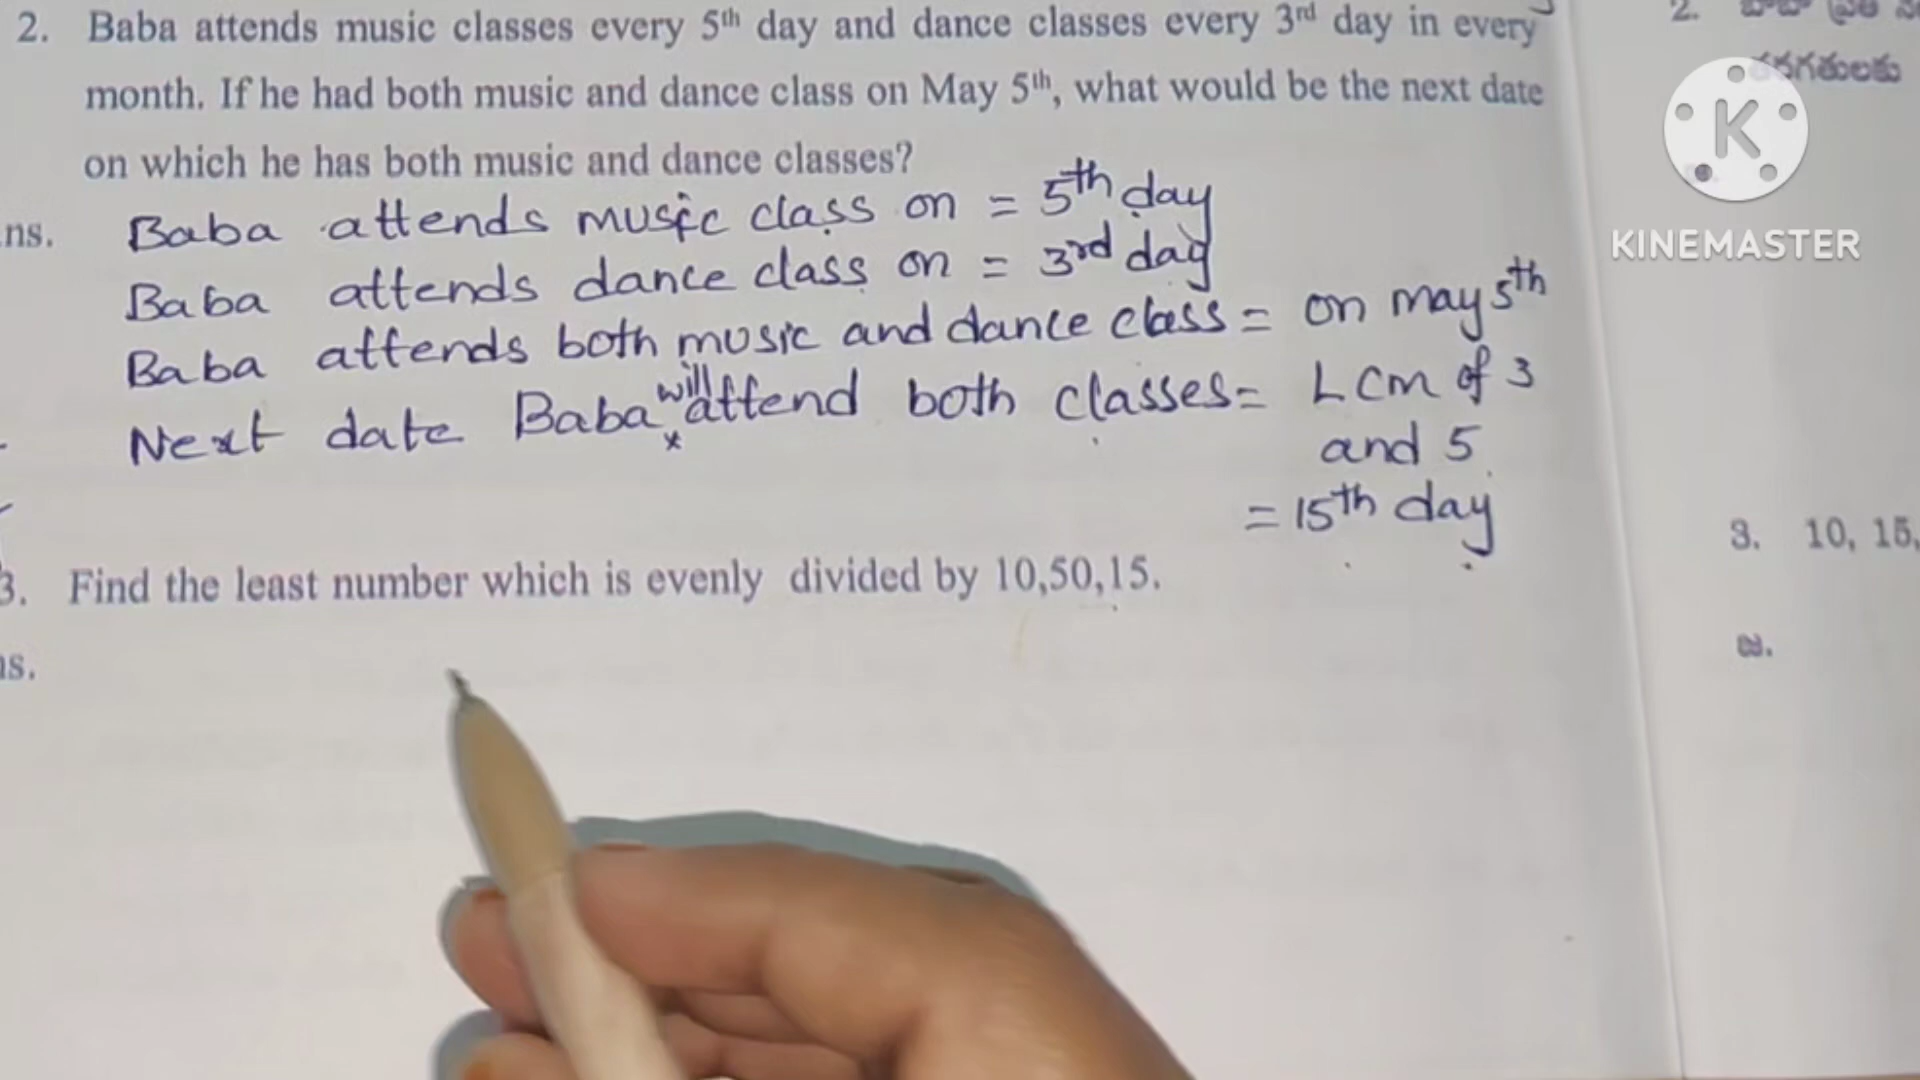 2. Baba attends music classes every 5th day and dance classes every 3rd day in every
month. If he had both music and dance class on May 5th, what would be the next date
on which he has both music and dance classes?
ns. Baba attends music class on = 5th day
Baba attends dance class on = 3rd day
Baba attends both music and dance class = on may 5th
Next date Baba will attend both classes = LCM of 3
and 5
= 15th day
3. Find the least number which is evenly divided by 10,50,15.
ns.
2.
తరగతులకు
K
KINEMASTER
3. 10, 15,
జ.